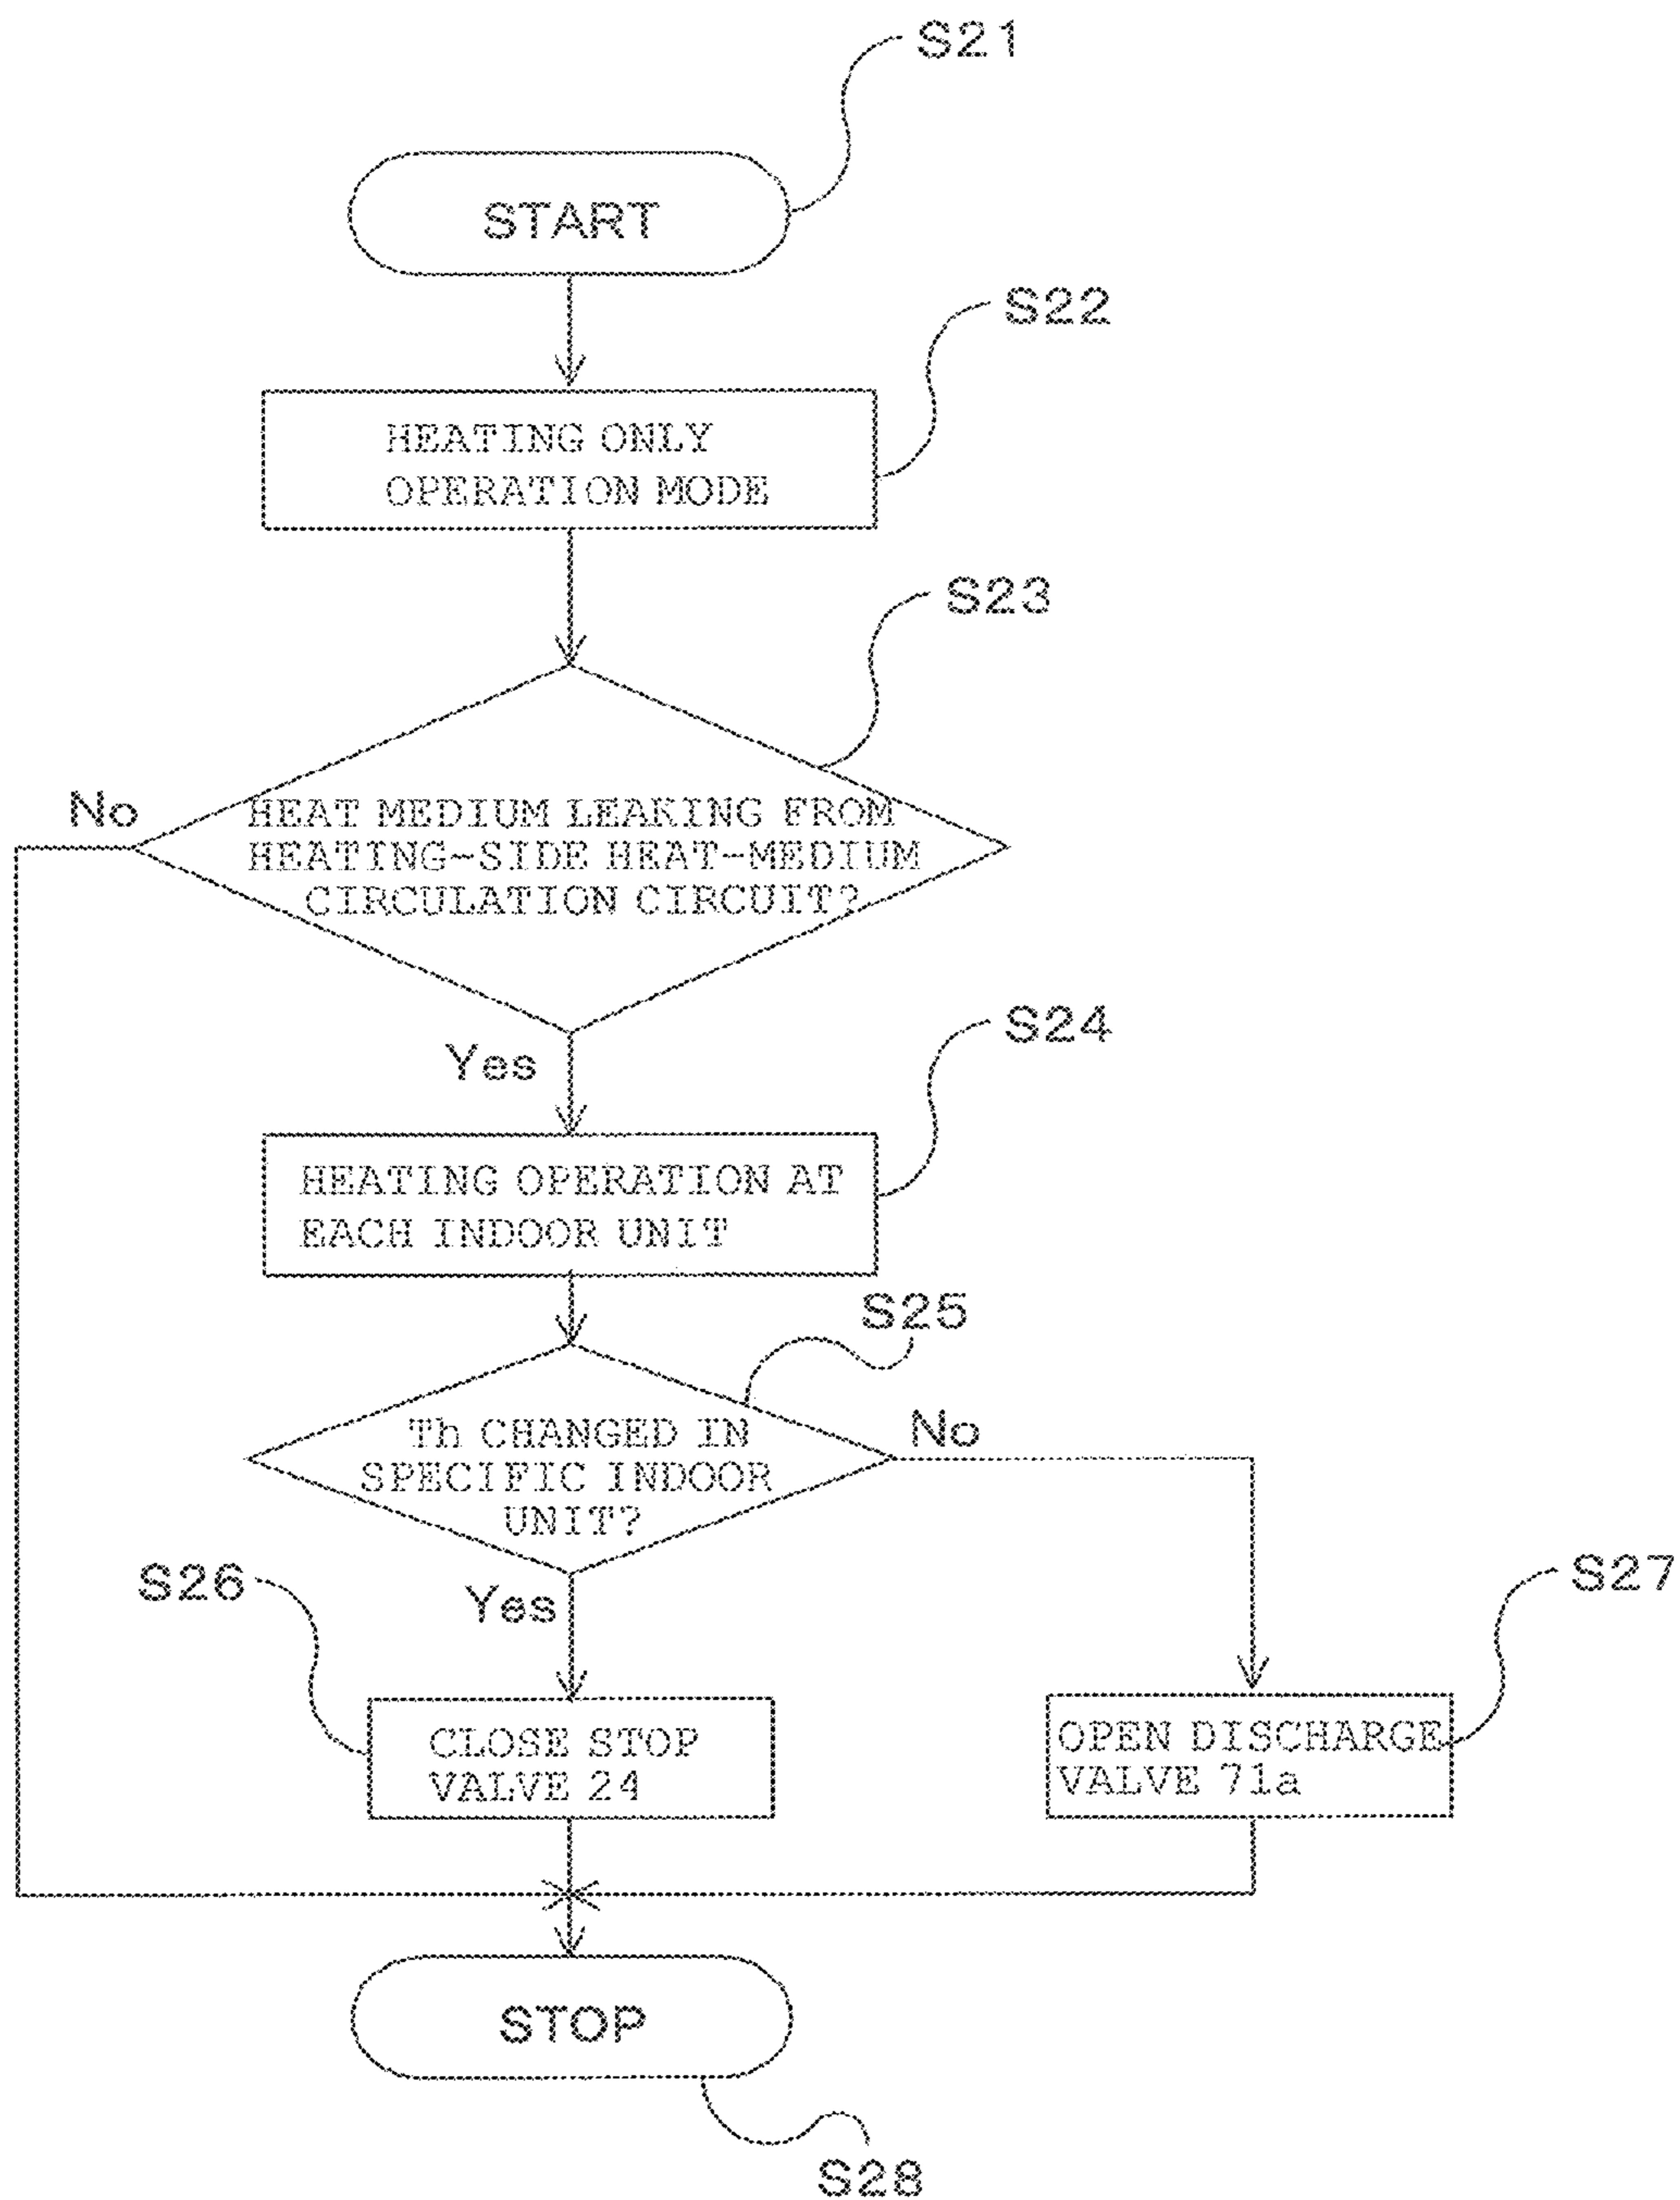 S21
START
S22
HEATING ONLY
OPERATION MODE
S23
No
HEAT MEDIUM LEAKING FROM
HEATING-SIDE HEAT-MEDIUM
CIRCULATION CIRCUIT?
Yes
S24
HEATING OPERATION AT
EACH INDOOR UNIT
S25
Th CHANGED IN
SPECIFIC INDOOR
UNIT?
No
S26
Yes
S27
CLOSE STOP
VALVE 24
OPEN DISCHARGE
VALVE 71a
STOP
S28